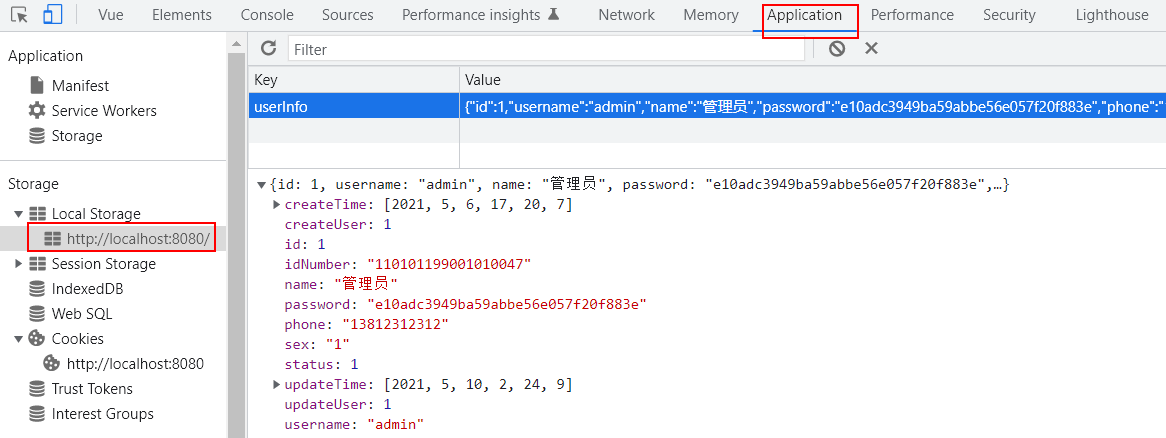 Vue Elements Console Sources Performance insights Network Memory Application Performance Security Lighthouse
Application
Manifest
Service Workers
Storage
Storage
Local Storage
http://localhost:8080/
Session Storage
IndexedDB
Web SQL
Cookies
http://localhost:8080
Trust Tokens
Interest Groups
Filter
Key Value
userInfo {"id":1,"username":"admin","name":"管理员","password":"e10adc3949ba59abbe56e057f20f883e","phone":"
{id: 1, username: "admin", name: "管理员", password: "e10adc3949ba59abbe56e057f20f883e",…}
createTime: [2021, 5, 6, 17, 20, 7]
createUser: 1
id: 1
idNumber: "110101199001010047"
name: "管理员"
password: "e10adc3949ba59abbe56e057f20f883e"
phone: "13812312312"
sex: "1"
status: 1
updateTime: [2021, 5, 10, 2, 24, 9]
updateUser: 1
username: "admin"